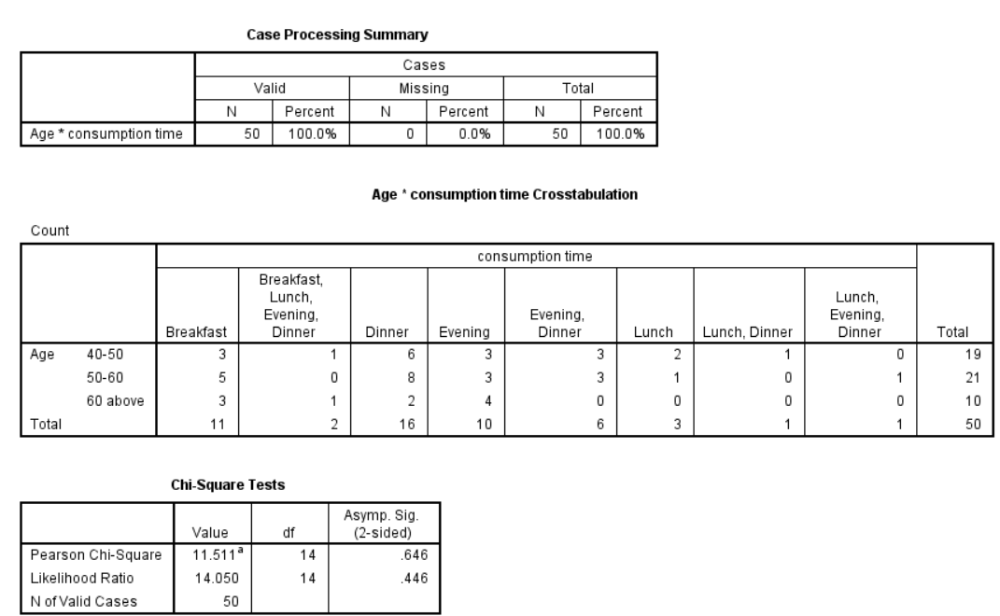 Case Processing Summary
Cases
Valid Missing Total
N Percent N Percent N Percent
Age * consumption time 50 100.0% 0 0.0% 50 100.0%
Age * consumption time Crosstabulation
Count
consumption time
Breakfast Breakfast, Lunch, Evening, Dinner Dinner Evening Evening, Dinner Lunch Lunch, Dinner Lunch, Evening, Dinner Total
Age 40-50 3 1 6 3 3 2 1 0 19
50-60 5 0 8 3 3 1 0 1 21
60 above 3 1 2 4 0 0 0 0 10
Total 11 2 16 10 6 3 1 1 50
Chi-Square Tests
Value df Asymp. Sig. (2-sided)
Pearson Chi-Square 11.511a 14 .646
Likelihood Ratio 14.050 14 .446
N of Valid Cases 50